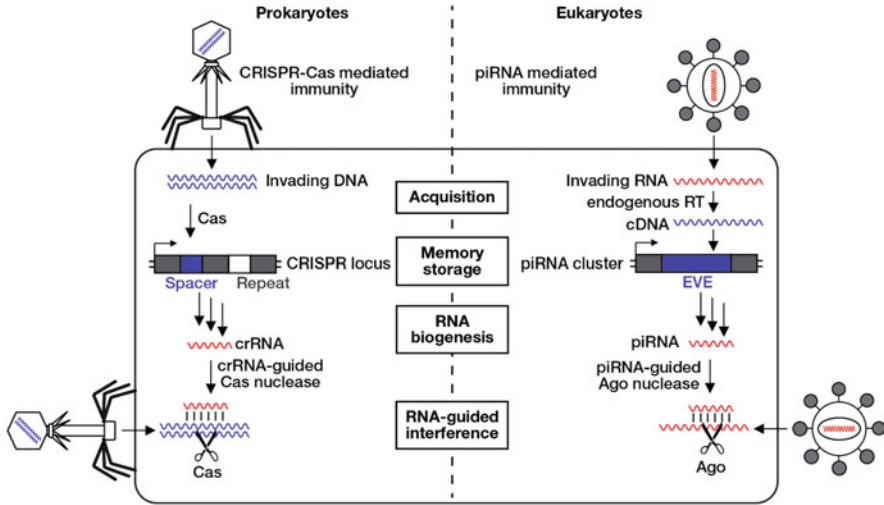 Prokaryotes
Eukaryotes
CRISPR-Cas mediated
immunity
piRNA mediated
immunity
Invading DNA
Acquisition
Invading RNA
endogenous RT
Cas
cDNA
CRISPR locus
Memory
storage
piRNA cluster
Spacer
Repeat
EVE
RNA
biogenesis
crRNA
piRNA
crRNA-guided
Cas nuclease
piRNA-guided
Ago nuclease
RNA-guided
interference
Cas
Ago